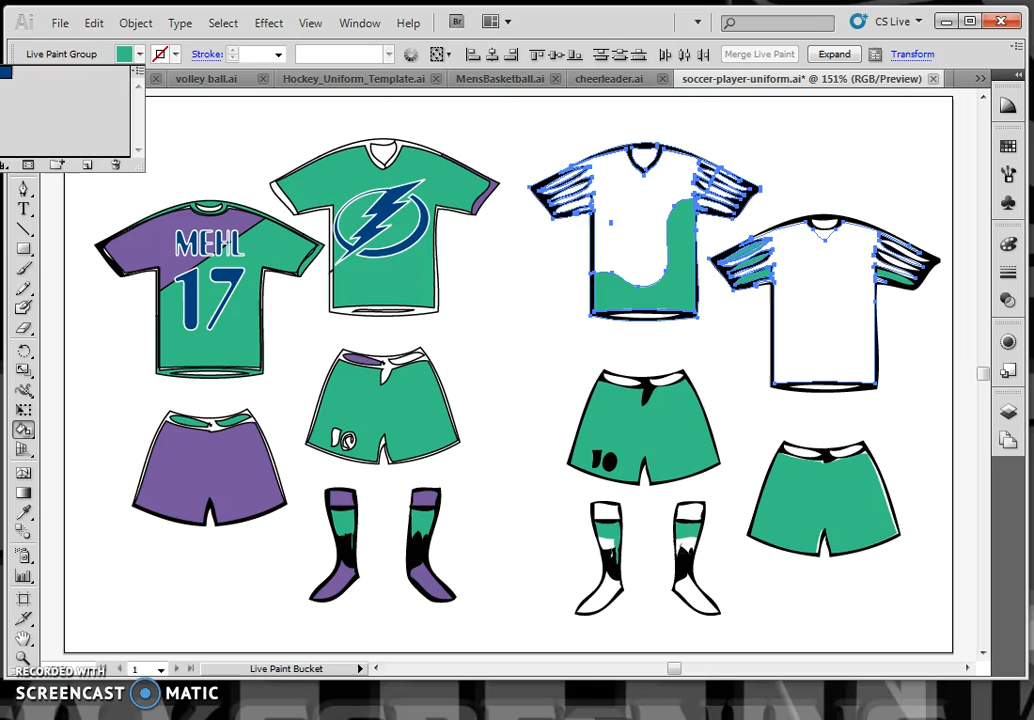 Ai File Edit Object Type Select Effect View Window Help Br CS Live
Live Paint Group Stroke: Merge Live Paint Expand Transform
volley ball.ai Hockey_Uniform_Template.ai MensBasketball.ai cheerleader.ai soccer-player-uniform.ai* @ 151% (RGB/Preview)
MEHL
17
10
10
1 Live Paint Bucket
RECORDED WITH
SCREENCAST MATIC